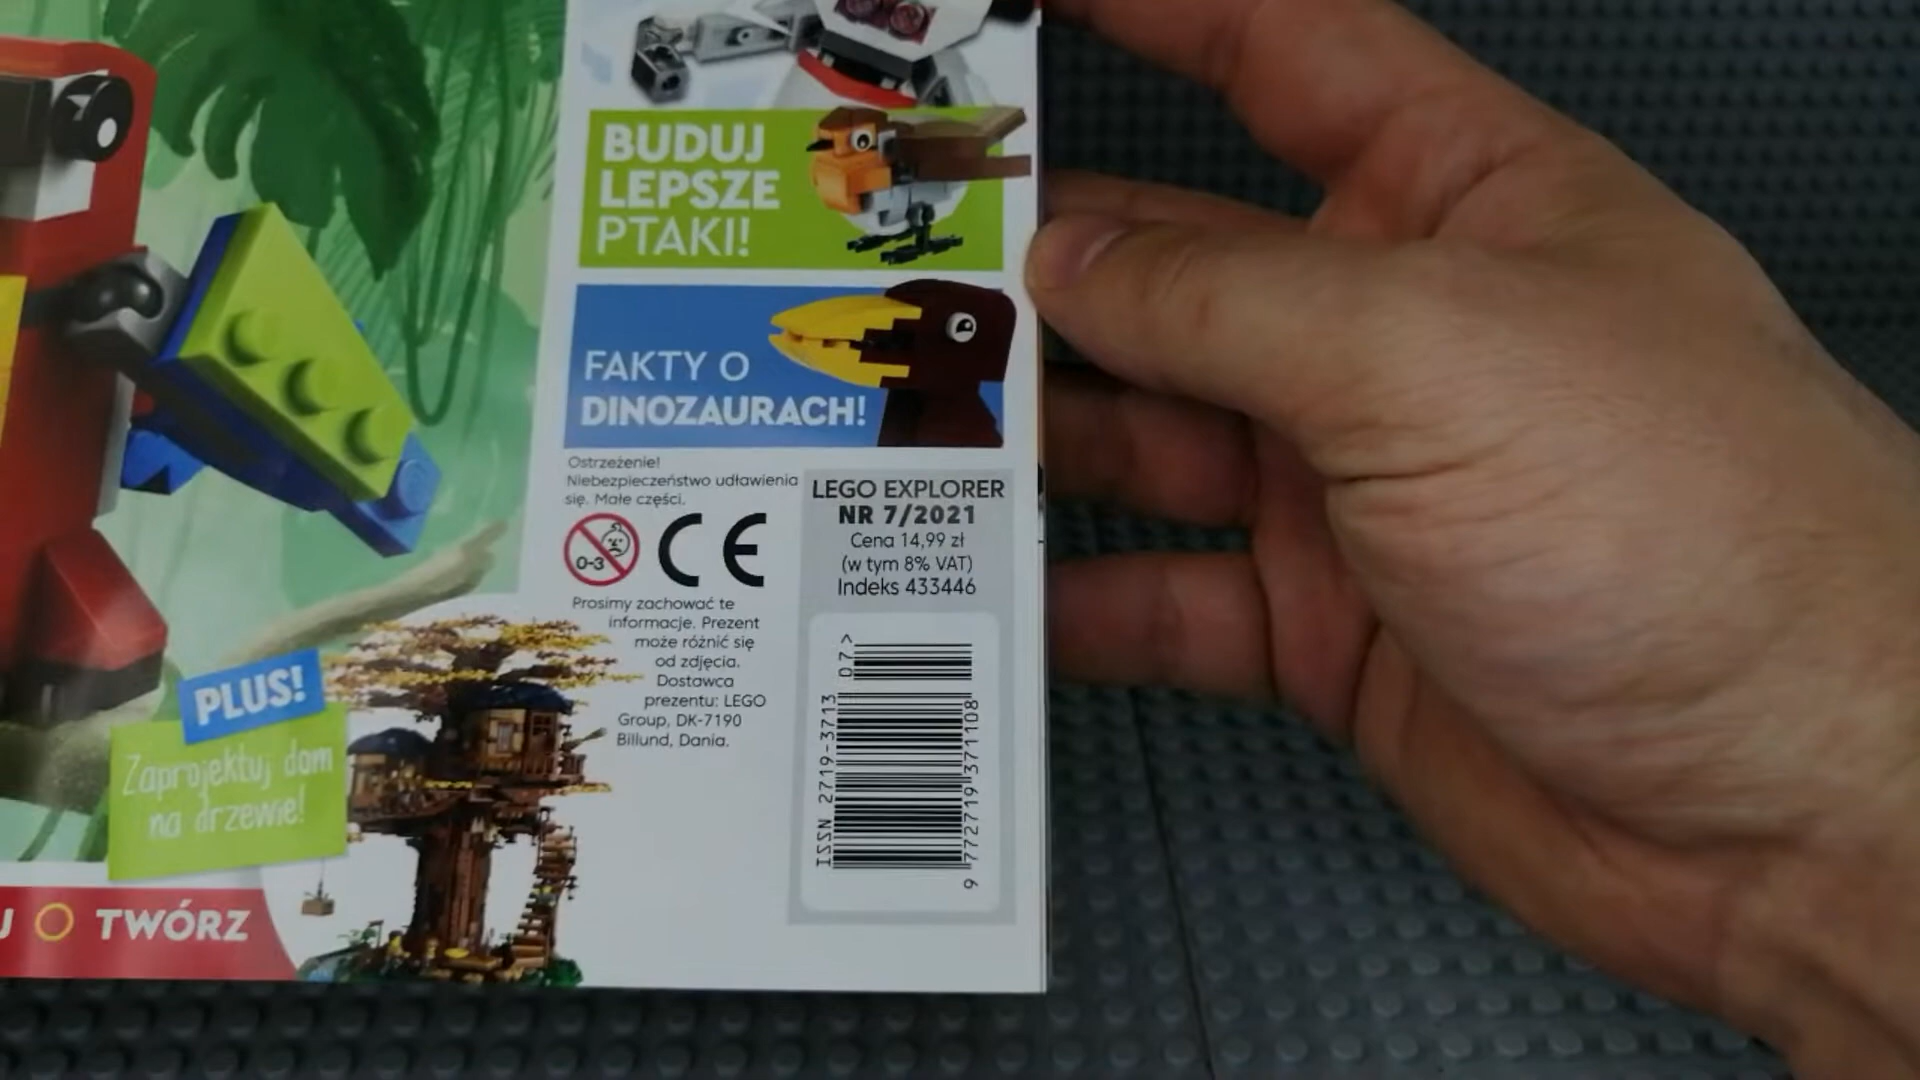 BUDUJ
LEPSZE
PTAKI!
FAKTY O
DINOZAURACH!
Ostrzeżenie!
Niebezpieczeństwo udławienia
się. Małe części.
0-3
CE
Prosimy zachować te
informacje. Prezent
może różnić się
od zdjęcia.
Dostawca
prezentu: LEGO
Group, DK-7190
Billund, Dania.
LEGO EXPLORER
NR 7/2021
Cena 14,99 zł
(w tym 8% VAT)
Indeks 433446
07>
ISSN 2719-3713
9 772719 371108
PLUS!
Zaprojektuj dom
na drzewie!
J O TWÓRZ